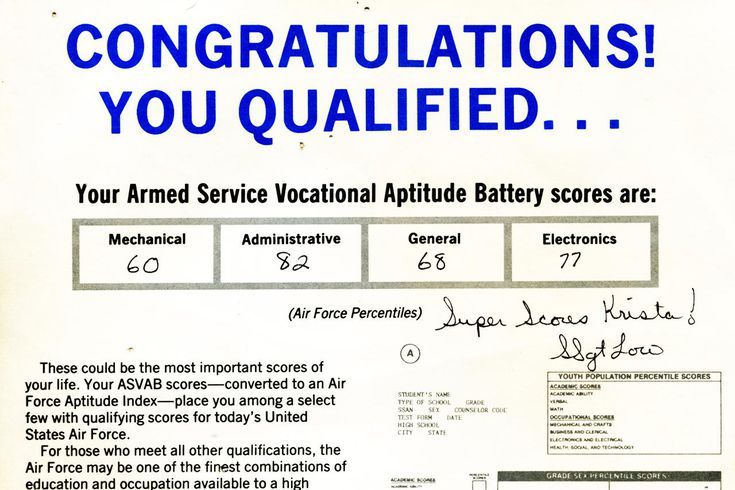 CONGRATULATIONS!
YOU QUALIFIED. . .
Your Armed Service Vocational Aptitude Battery scores are:
Mechanical Administrative General Electronics
60 82 68 77
(Air Force Percentiles)
Super Scores Krista!
SSgt Low
These could be the most important scores of
your life. Your ASVAB scores—converted to an Air
Force Aptitude Index—place you among a select
few with qualifying scores for today's United
States Air Force.
For those who meet all other qualifications, the
Air Force may be one of the finest combinations of
education and occupation available to a high
A
STUDENT'S NAME
TYPE OF SCHOOL GRADE
SSAN SEX COUNSELOR CODE
TEST FORM DATE
HIGH SCHOOL
CITY STATE
YOUTH POPULATION PERCENTILE SCORES
ACADEMIC SCORES
ACADEMIC ABILITY
VERBAL
MATH
OCCUPATIONAL SCORES
MECHANICAL AND CRAFTS
BUSINESS AND CLERICAL
ELECTRONICS AND ELECTRICAL
HEALTH, SOCIAL, AND TECHNOLOGY
ACADEMIC SCORES
ACADEMIC ABILITY
GRADE SEX PERCENTILE SCORES